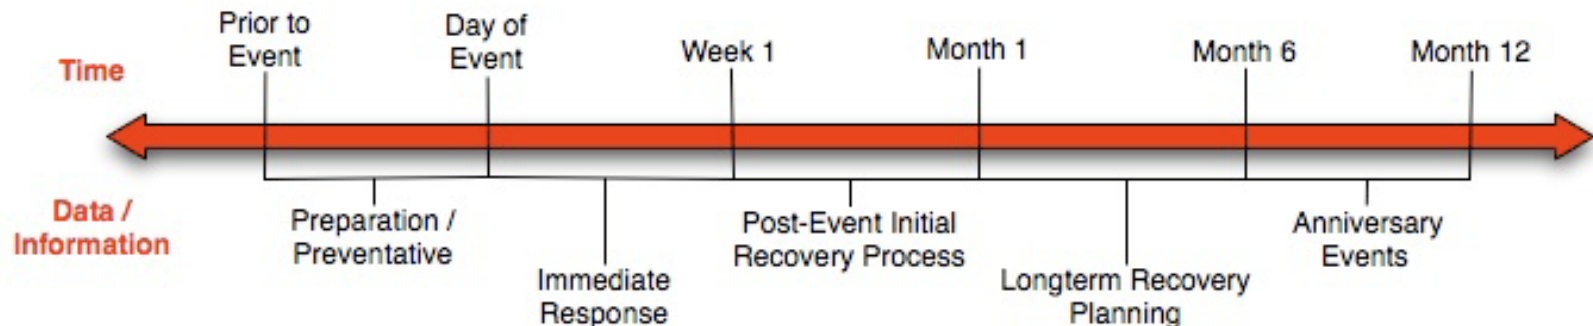 Prior to
Event
Day of
Event
Week 1
Month 1
Month 6
Month 12
Time
Data /
Information
Preparation /
Preventative
Immediate
Response
Post-Event Initial
Recovery Process
Longterm Recovery
Planning
Anniversary
Events